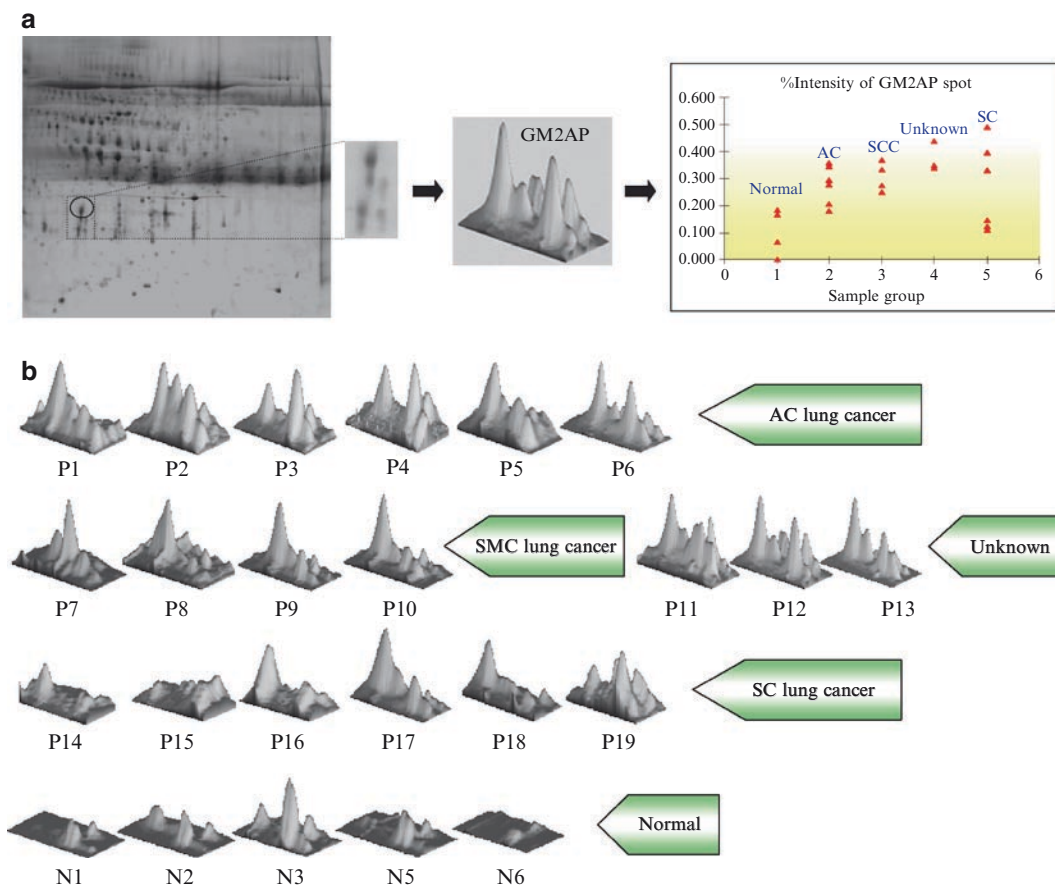 a
GM2AP
%Intensity of GM2AP spot
0.600
0.500
0.400
0.300
0.200
0.100
0.000
Normal
AC
SCC
Unknown
SC
0 1 2 3 4 5 6
Sample group
b
P1 P2 P3 P4 P5 P6
AC lung cancer
P7 P8 P9 P10
SMC lung cancer
P11 P12 P13
Unknown
P14 P15 P16 P17 P18 P19
SC lung cancer
N1 N2 N3 N5 N6
Normal